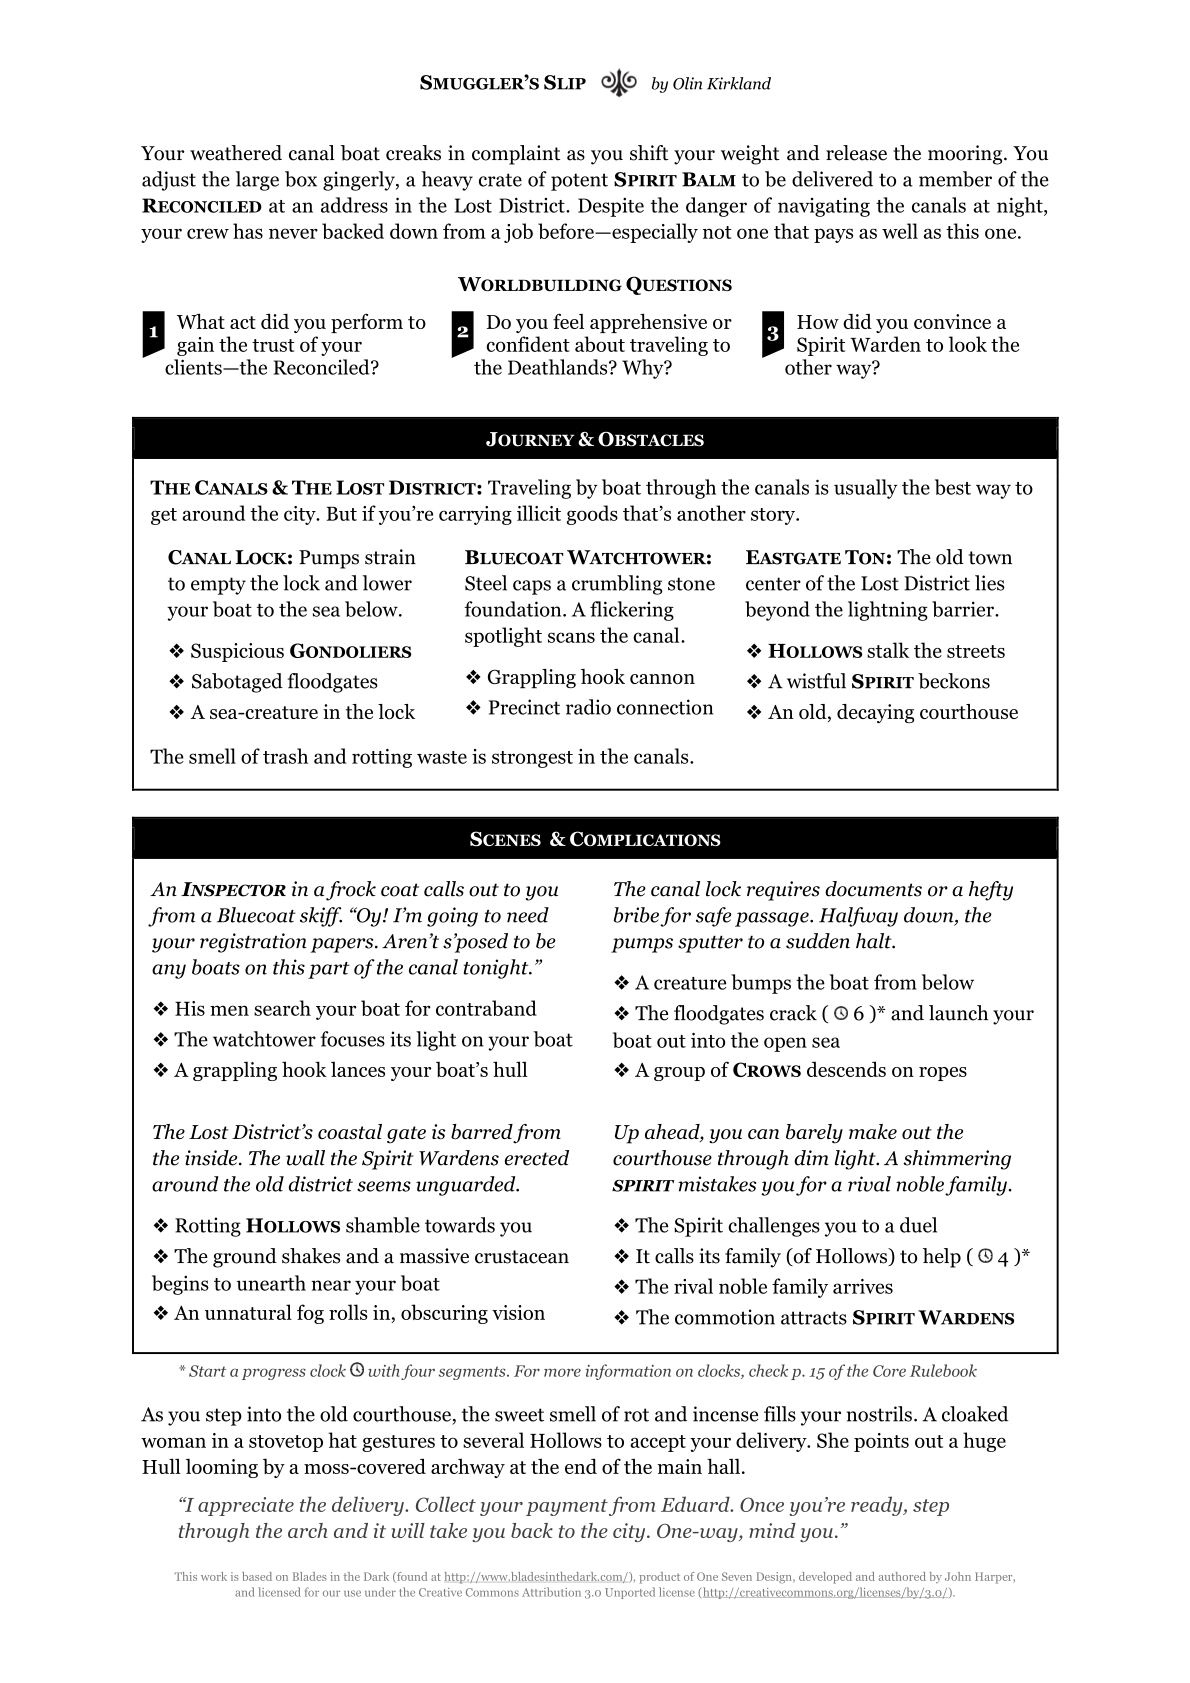 SMUGGLER'S SLIP by Olin Kirkland
Your weathered canal boat creaks in complaint as you shift your weight and release the mooring. You
adjust the large box gingerly, a heavy crate of potent SPIRIT BALM to be delivered to a member of the
RECONCILED at an address in the Lost District. Despite the danger of navigating the canals at night,
your crew has never backed down from a job before—especially not one that pays as well as this one.
WORLDBUILDING QUESTIONS
1 What act did you perform to
gain the trust of your
clients—the Reconciled?
2 Do you feel apprehensive or
confident about traveling to
the Deathlands? Why?
3 How did you convince a
Spirit Warden to look the
other way?
JOURNEY & OBSTACLES
THE CANALS & THE LOST DISTRICT: Traveling by boat through the canals is usually the best way to
get around the city. But if you're carrying illicit goods that's another story.
CANAL LOCK: Pumps strain
to empty the lock and lower
your boat to the sea below.
❖ Suspicious GONDOLIERS
❖ Sabotaged floodgates
❖ A sea-creature in the lock
BLUECOAT WATCHTOWER:
Steel caps a crumbling stone
foundation. A flickering
spotlight scans the canal.
❖ Grappling hook cannon
❖ Precinct radio connection
EASTGATE TON: The old town
center of the Lost District lies
beyond the lightning barrier.
❖ HOLLOWS stalk the streets
❖ A wistful SPIRIT beckons
❖ An old, decaying courthouse
The smell of trash and rotting waste is strongest in the canals.
SCENES & COMPLICATIONS
An INSPECTOR in a frock coat calls out to you
from a Bluecoat skiff. “Oy! I'm going to need
your registration papers. Aren't s'posed to be
any boats on this part of the canal tonight.”
❖ His men search your boat for contraband
❖ The watchtower focuses its light on your boat
❖ A grappling hook lances your boat's hull
The canal lock requires documents or a hefty
bribe for safe passage. Halfway down, the
pumps sputter to a sudden halt.
❖ A creature bumps the boat from below
❖ The floodgates crack ( 6 )* and launch your
boat out into the open sea
❖ A group of CROWS descends on ropes
The Lost District's coastal gate is barred from
the inside. The wall the Spirit Wardens erected
around the old district seems unguarded.
❖ Rotting HOLLOWS shamble towards you
❖ The ground shakes and a massive crustacean
begins to unearth near your boat
❖ An unnatural fog rolls in, obscuring vision
Up ahead, you can barely make out the
courthouse through dim light. A shimmering
SPIRIT mistakes you for a rival noble family.
❖ The Spirit challenges you to a duel
❖ It calls its family (of Hollows) to help ( 4 )*
❖ The rival noble family arrives
❖ The commotion attracts SPIRIT WARDENS
* Start a progress clock with four segments. For more information on clocks, check p. 15 of the Core Rulebook
As you step into the old courthouse, the sweet smell of rot and incense fills your nostrils. A cloaked
woman in a stovetop hat gestures to several Hollows to accept your delivery. She points out a huge
Hull looming by a moss-covered archway at the end of the main hall.
“I appreciate the delivery. Collect your payment from Eduard. Once you're ready, step
through the arch and it will take you back to the city. One-way, mind you.”
This work is based on Blades in the Dark (found at http://www.bladesinthedark.com/), product of One Seven Design, developed and authored by John Harper,
and licensed for our use under the Creative Commons Attribution 3.0 Unported license (http://creativecommons.org/licenses/by/3.0/).